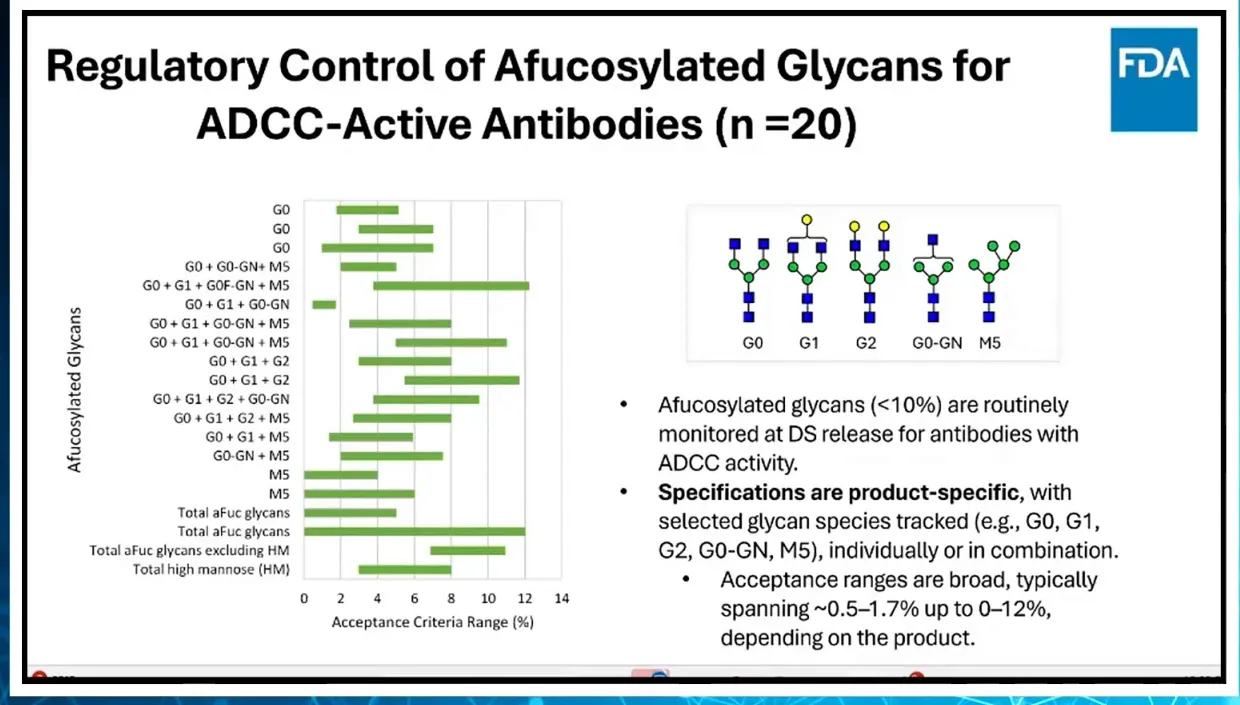 Regulatory Control of Afucosylated Glycans for
ADCC-Active Antibodies (n =20)
FDA
Afucosylated Glycans
G0
G0
G0
G0 + G0-GN+ M5
G0 + G1 + G0F-GN + M5
G0 + G1 + G0-GN
G0 + G1 + G0-GN + M5
G0 + G1 + G0-GN + M5
G0 + G1 + G2
G0 + G1 + G2
G0 + G1 + G2 + G0-GN
G0 + G1 + G2 + M5
G0 + G1 + M5
G0-GN + M5
M5
M5
Total aFuc glycans
Total aFuc glycans
Total aFuc glycans excluding HM
Total high mannose (HM)
0 2 4 6 8 10 12 14
Acceptance Criteria Range (%)
G0 G1 G2 G0-GN M5
• Afucosylated glycans (<10%) are routinely
monitored at DS release for antibodies with
ADCC activity.
• Specifications are product-specific, with
selected glycan species tracked (e.g., G0, G1,
G2, G0-GN, M5), individually or in combination.
• Acceptance ranges are broad, typically
spanning ~0.5–1.7% up to 0–12%,
depending on the product.